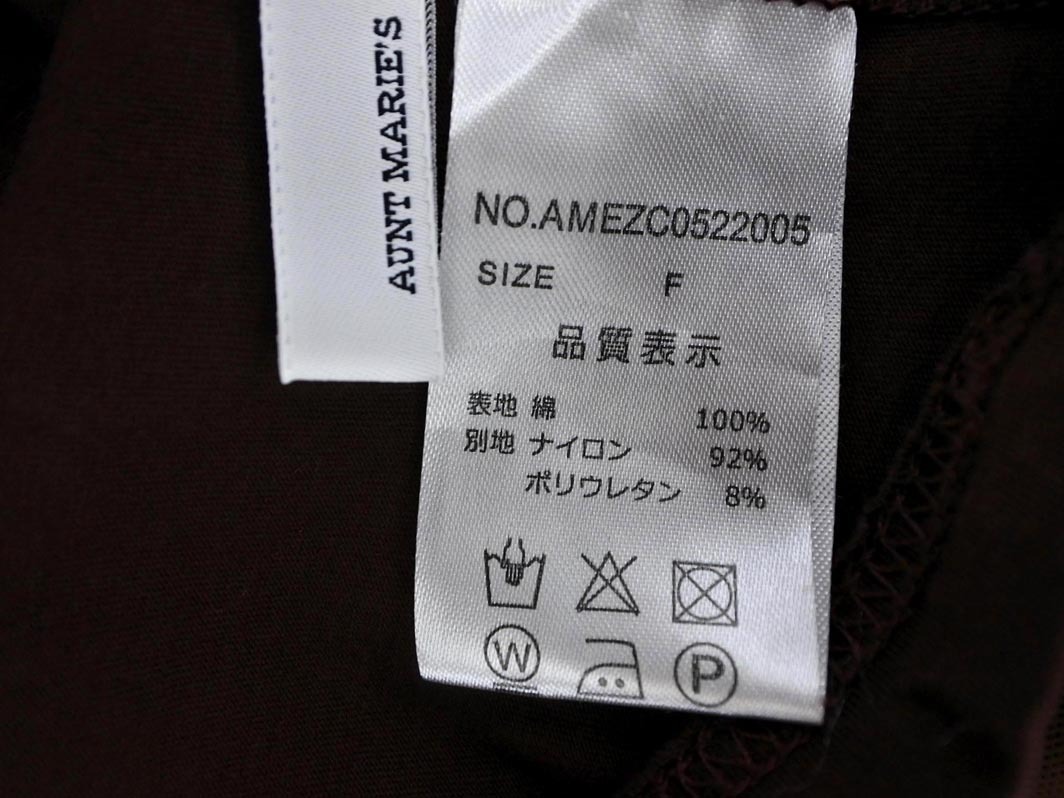 AUNT MARIE'S
NO.AMEZC0522005
SIZE F
品質表示
表地 綿 100%
別地 ナイロン 92%
ポリウレタン 8%
W P